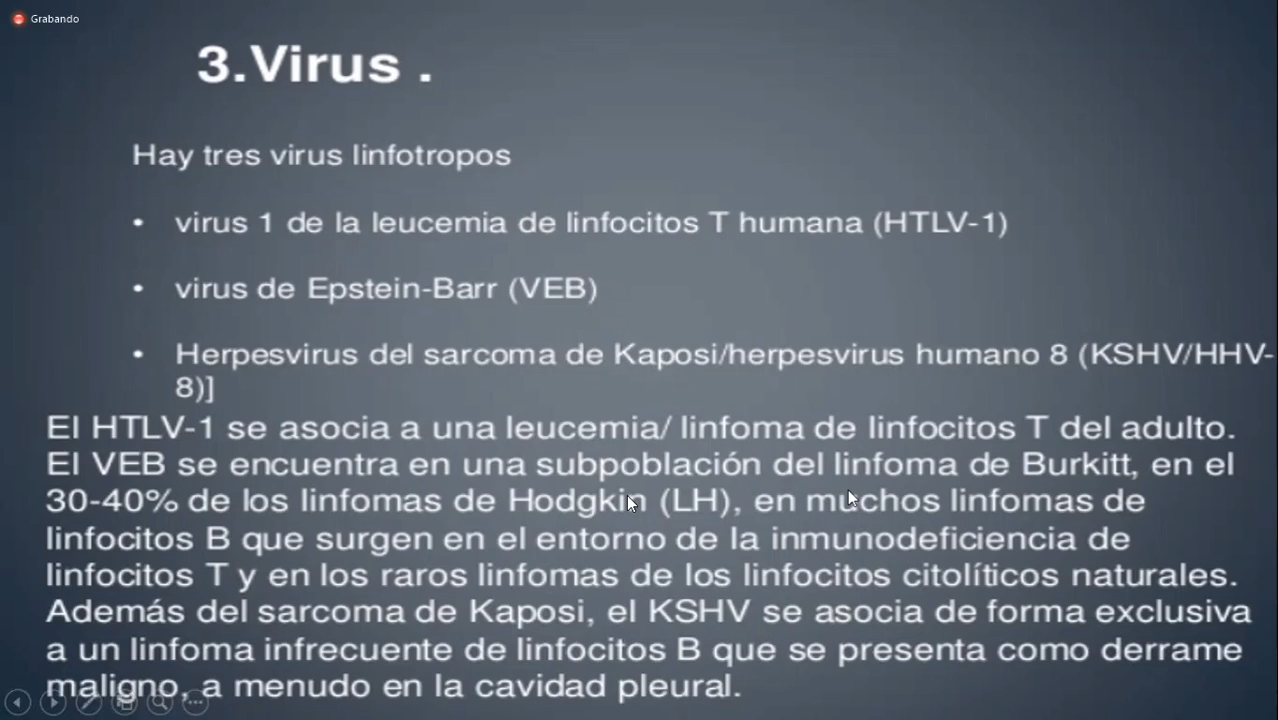 Grabando
3.Virus .
Hay tres virus linfotropos
• virus 1 de la leucemia de linfocitos T humana (HTLV-1)
• virus de Epstein-Barr (VEB)
• Herpesvirus del sarcoma de Kaposi/herpesvirus humano 8 (KSHV/HHV-
8)]
El HTLV-1 se asocia a una leucemia/ linfoma de linfocitos T del adulto.
El VEB se encuentra en una subpoblación del linfoma de Burkitt, en el
30-40% de los linfomas de Hodgkin (LH), en muchos linfomas de
linfocitos B que surgen en el entorno de la inmunodeficiencia de
linfocitos T y en los raros linfomas de los linfocitos citolíticos naturales.
Además del sarcoma de Kaposi, el KSHV se asocia de forma exclusiva
a un linfoma infrecuente de linfocitos B que se presenta como derrame
maligno, a menudo en la cavidad pleural.